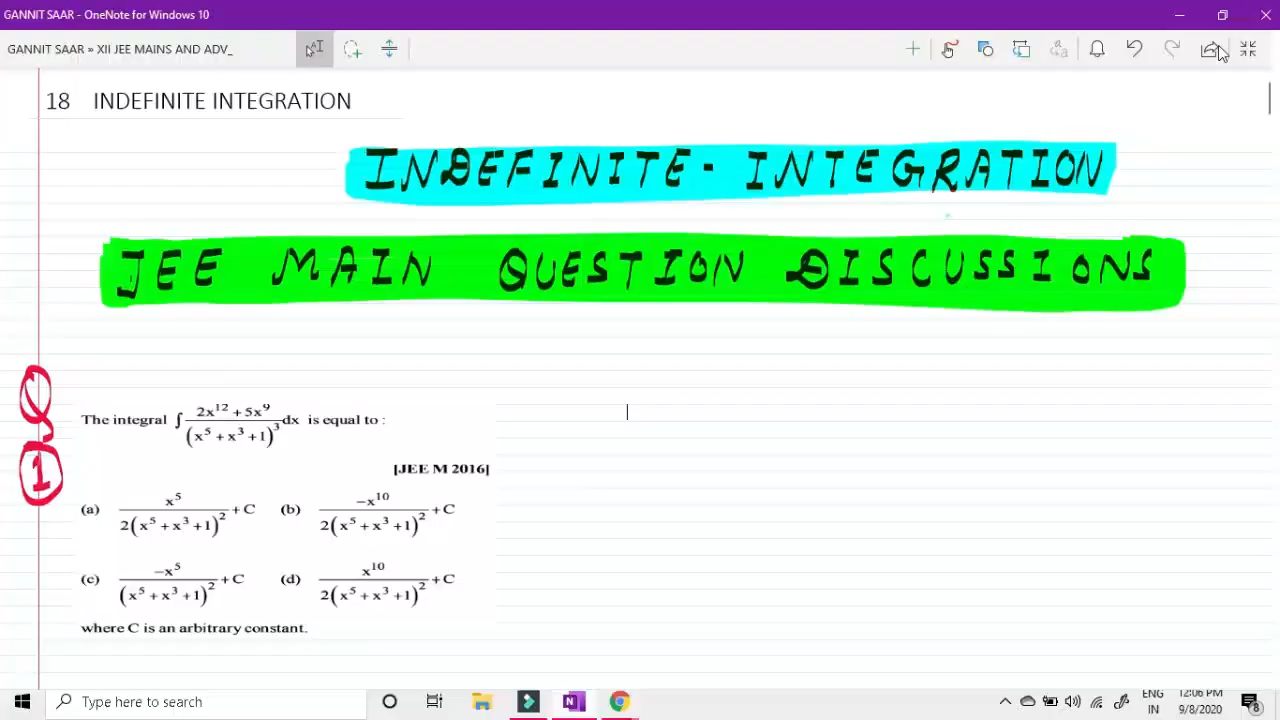 GANNIT SAAR - OneNote for Windows 10
GANNIT SAAR » XII JEE MAINS AND ADV_
18 INDEFINITE INTEGRATION
INDEFINITE - INTEGRATION
JEE MAIN QUESTION DISCUSSIONS
Q
1
The integral ∫ (2x¹² + 5x⁹)/(x⁵ + x³ + 1)³ dx is equal to :
[JEE M 2016]
(a) x⁵/2(x⁵ + x³ + 1)² + C (b) −x¹⁰/2(x⁵ + x³ + 1)² + C
(c) −x⁵/(x⁵ + x³ + 1)² + C (d) x¹⁰/2(x⁵ + x³ + 1)² + C
where C is an arbitrary constant.
Type here to search
ENG
IN
12:06 PM
9/8/2020
8